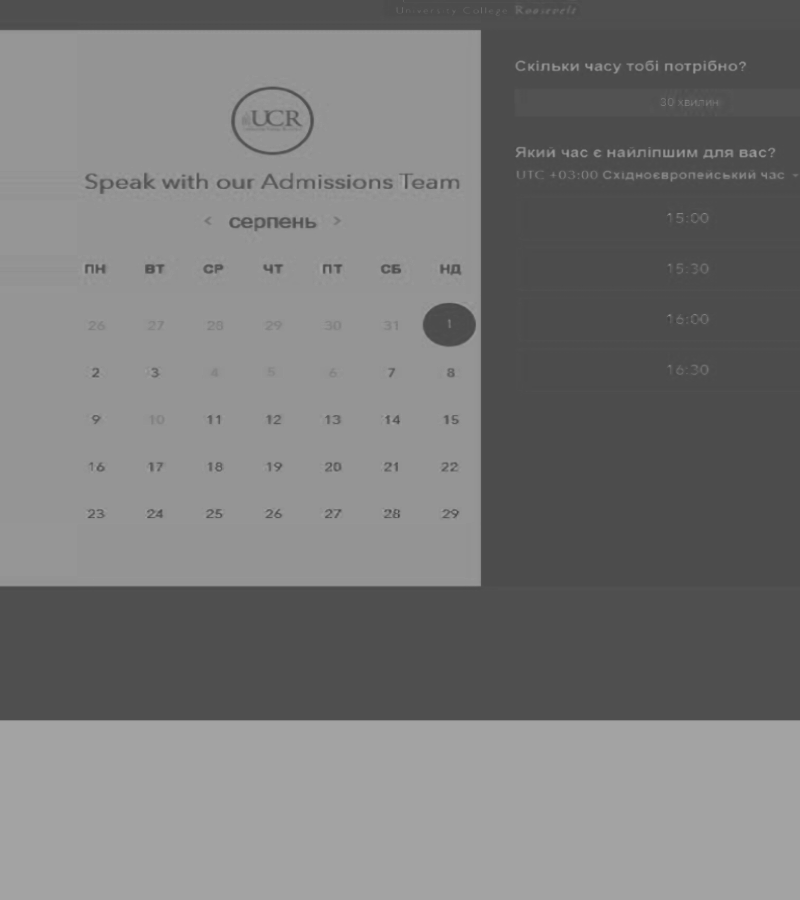 University College Roosevelt
UCR
Speak with our Admissions Team
< серпень >
ПН ВТ СР ЧТ ПТ СБ НД
26 27 28 29 30 31 1
2 3 4 5 6 7 8
9 10 11 12 13 14 15
16 17 18 19 20 21 22
23 24 25 26 27 28 29
Скільки часу тобі потрібно?
30 хвилин
Який час є найліпшим для вас?
UTC +03:00 Східноєвропейський час
15:00
15:30
16:00
16:30